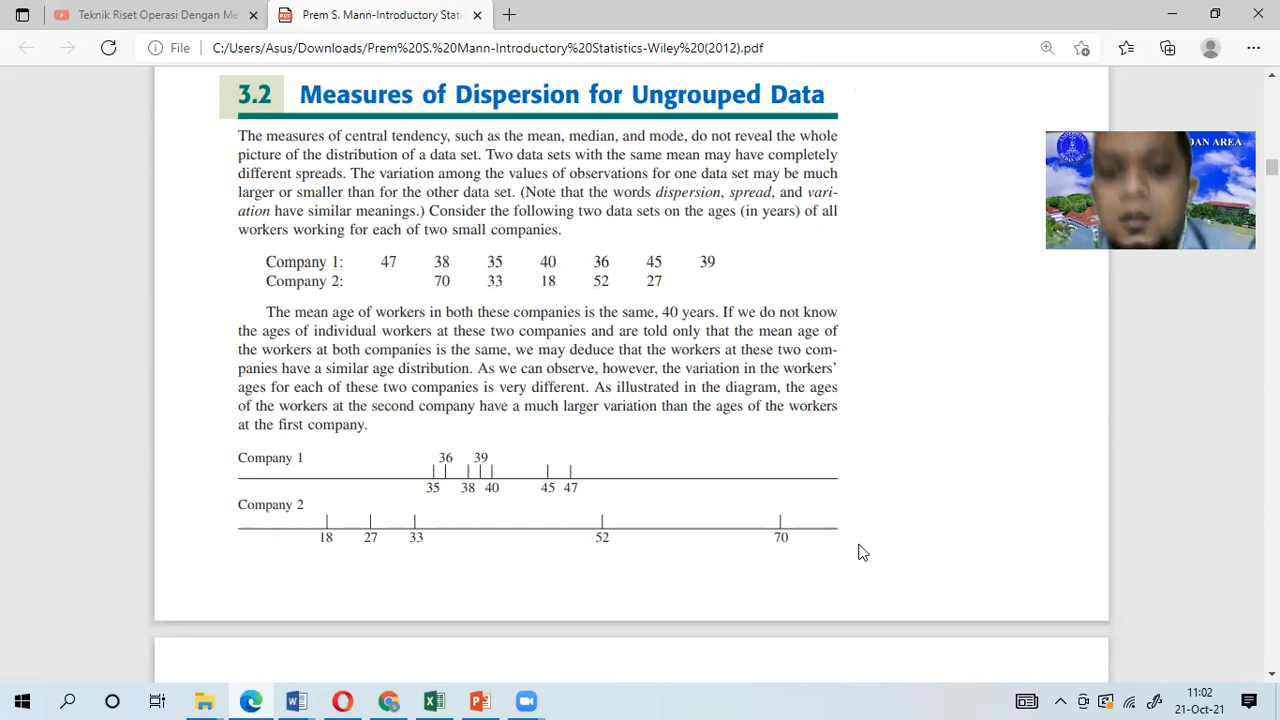 Teknik Riset Operasi Dengan Me
Prem S. Mann-Introductory Stat
File
C:/Users/Asus/Downloads/Prem%20S.%20Mann-Introductory%20Statistics-Wiley%20(2012).pdf
3.2 Measures of Dispersion for Ungrouped Data
The measures of central tendency, such as the mean, median, and mode, do not reveal the whole
picture of the distribution of a data set. Two data sets with the same mean may have completely
different spreads. The variation among the values of observations for one data set may be much
larger or smaller than for the other data set. (Note that the words dispersion, spread, and vari-
ation have similar meanings.) Consider the following two data sets on the ages (in years) of all
workers working for each of two small companies.
Company 1: 47 38 35 40 36 45 39
Company 2: 70 33 18 52 27
The mean age of workers in both these companies is the same, 40 years. If we do not know
the ages of individual workers at these two companies and are told only that the mean age of
the workers at both companies is the same, we may deduce that the workers at these two com-
panies have a similar age distribution. As we can observe, however, the variation in the workers'
ages for each of these two companies is very different. As illustrated in the diagram, the ages
of the workers at the second company have a much larger variation than the ages of the workers
at the first company.
Company 1
36 39
35 38 40 45 47
Company 2
18 27 33 52 70
DAN AREA
11:02
21-Oct-21